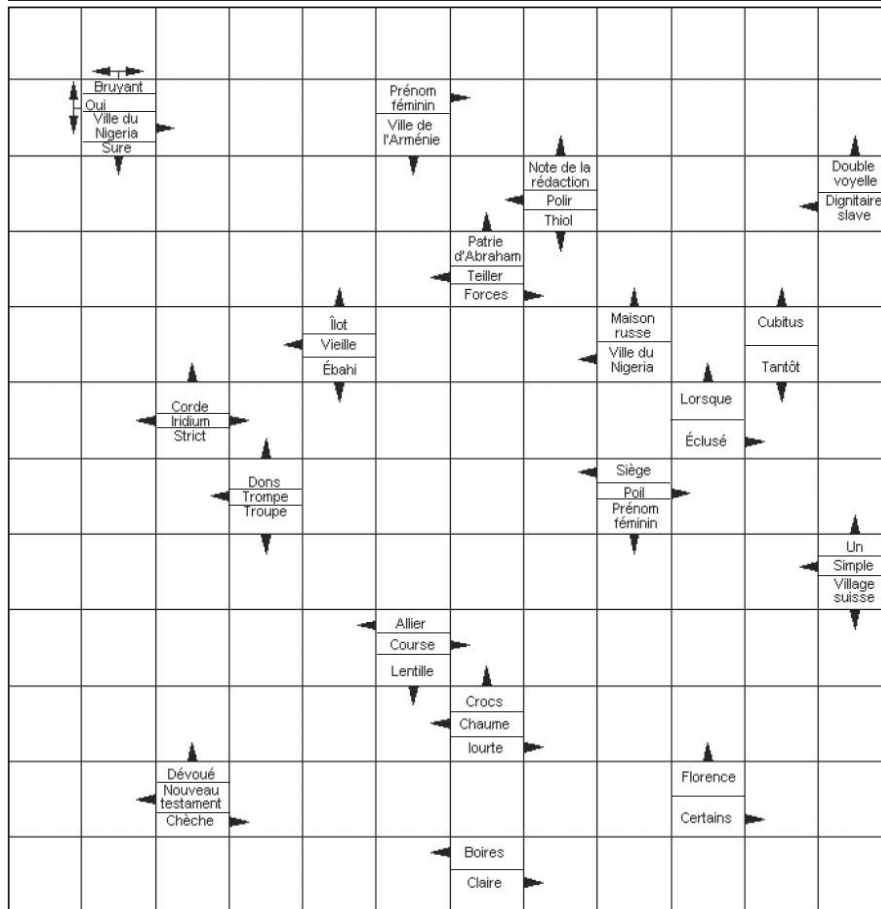 Bruyant
Oui
Ville du
Nigeria
Sure
Prénom
féminin
Ville de
l'Arménie
Note de la
rédaction
Polir
Thiol
Double
voyelle
Dignitaire
slave
Patrie
d'Abraham
Teiller
Forces
Îlot
Vieille
Ébahi
Maison
russe
Ville du
Nigeria
Cubitus
Tantôt
Corde
Iridium
Strict
Lorsque
Éclusé
Dons
Trompe
Troupe
Siège
Poil
Prénom
féminin
Un
Simple
Village
suisse
Allier
Course
Lentille
Crocs
Chaume
Iourte
Dévoué
Nouveau
testament
Chèche
Florence
Certains
Boires
Claire